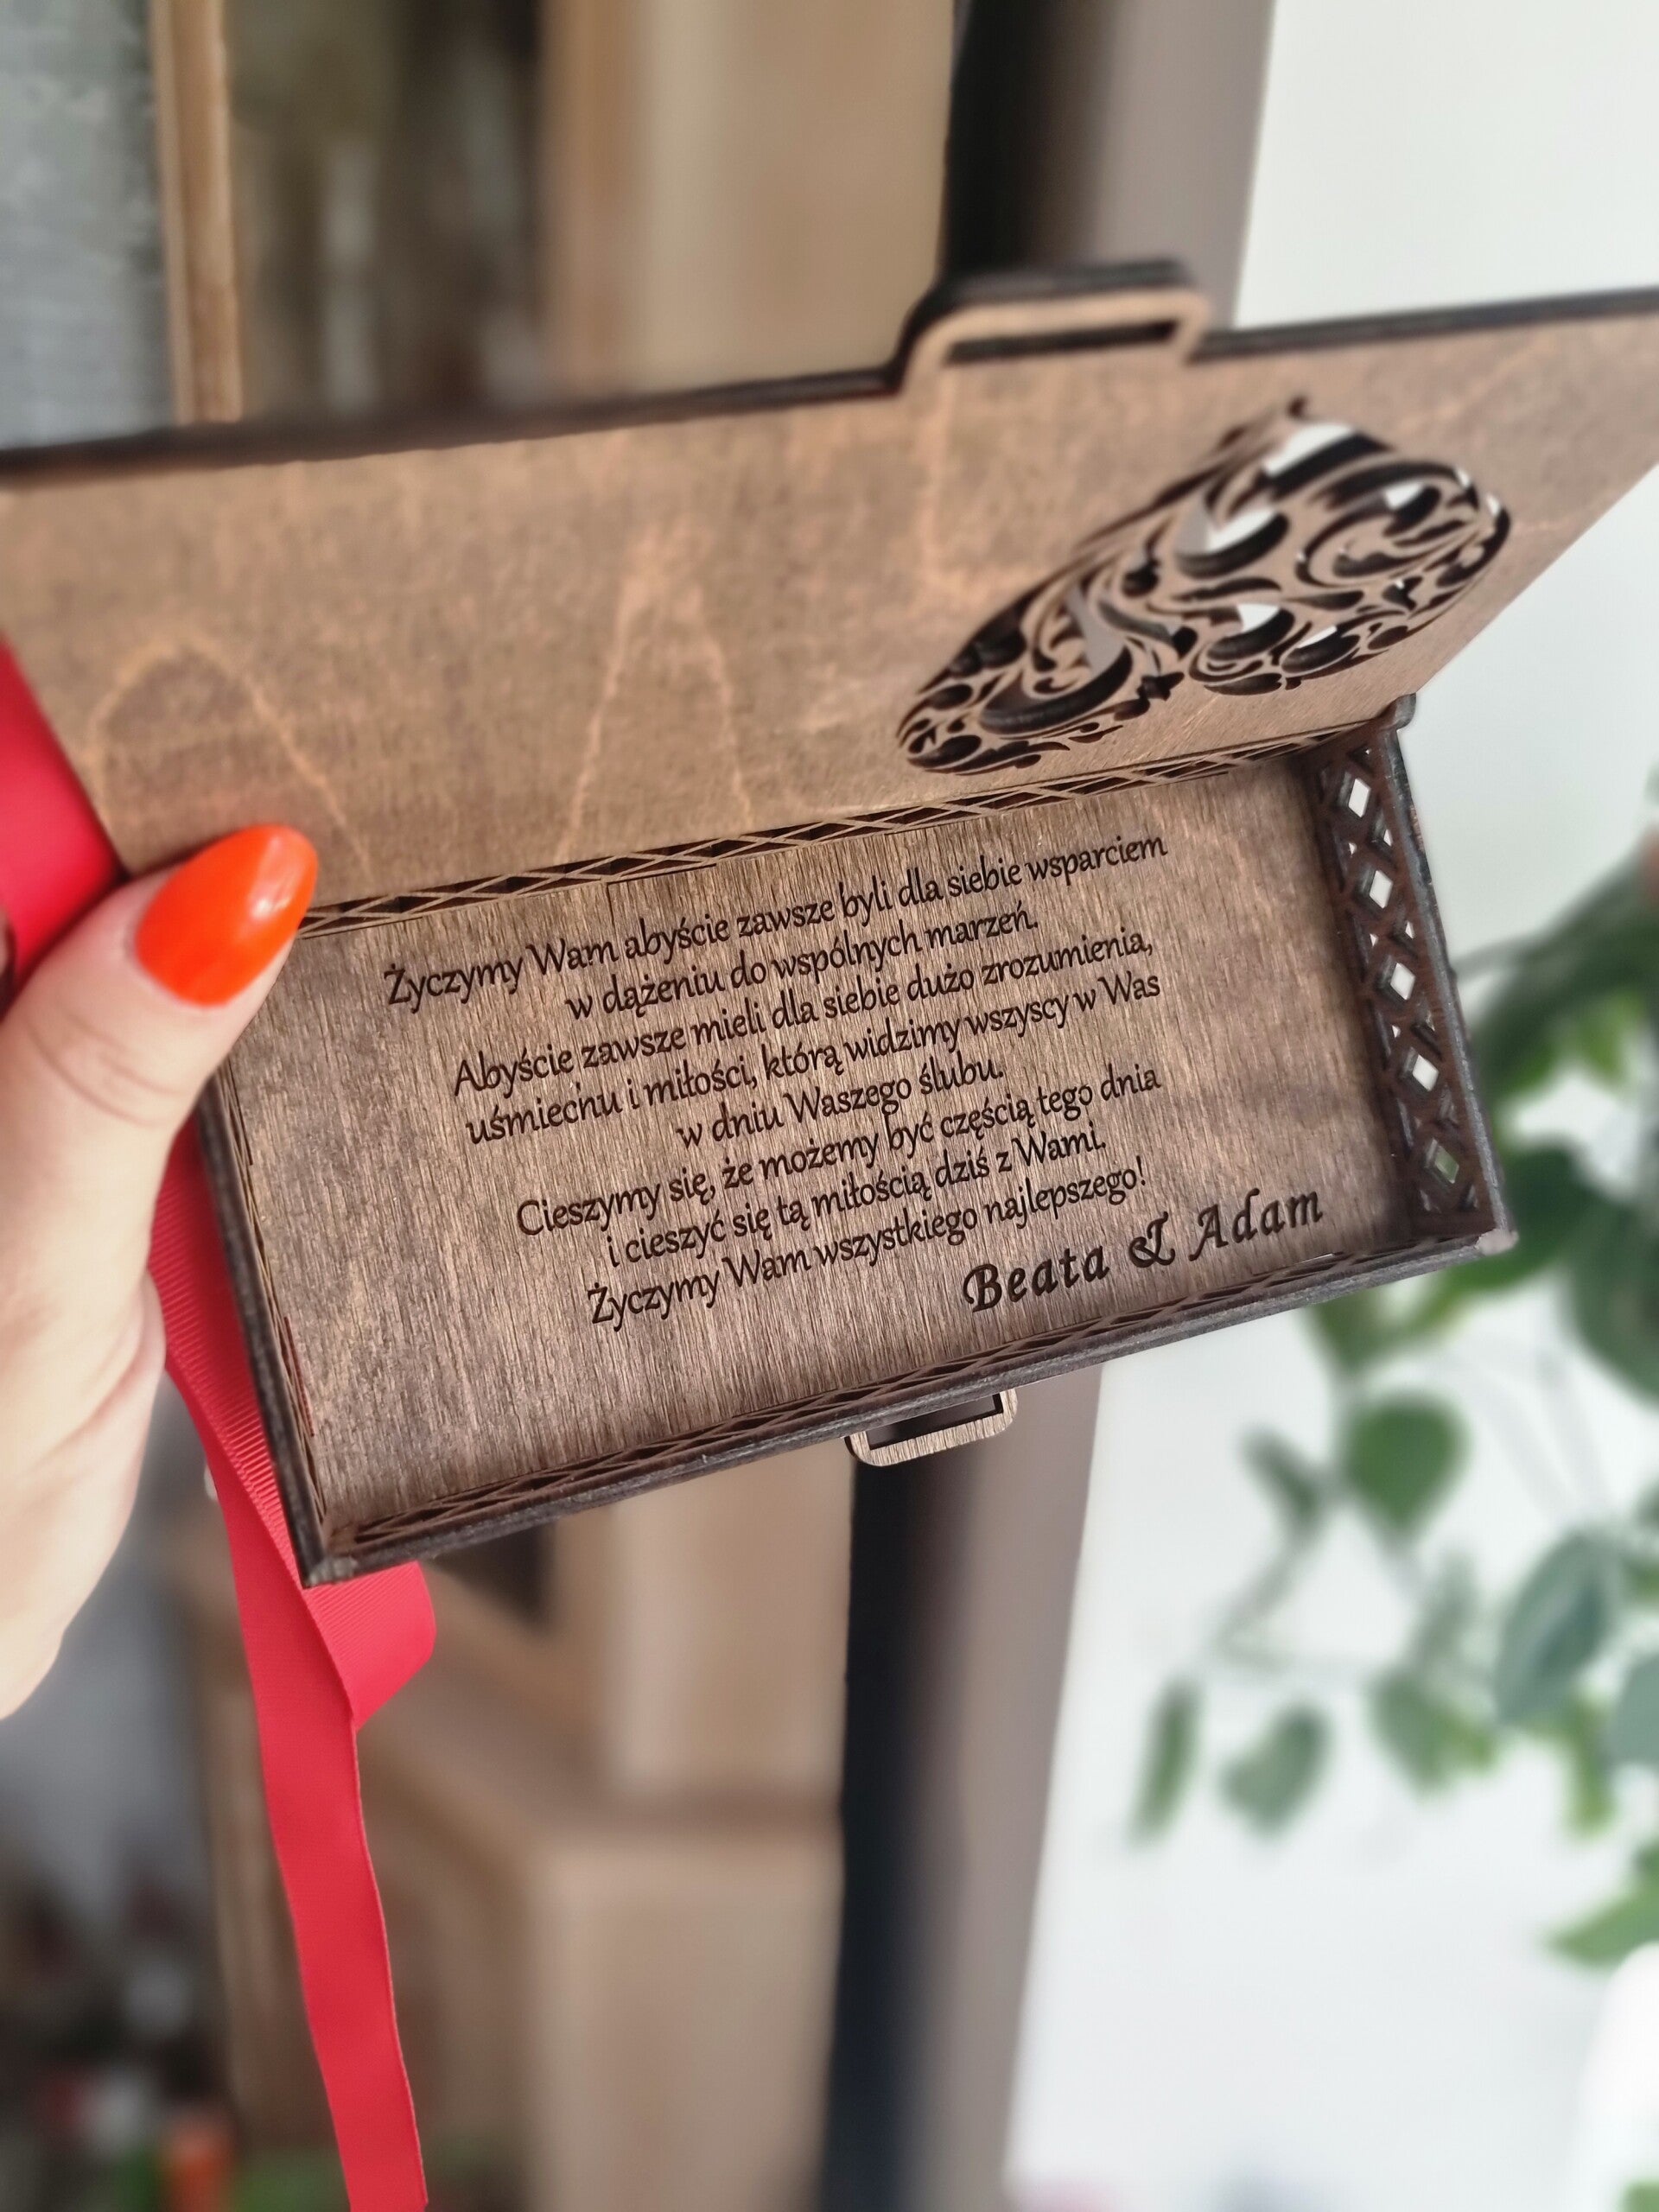 Życzymy Wam abyście zawsze byli dla siebie wsparciem
w dążeniu do wspólnych marzeń.
Abyście zawsze mieli dla siebie dużo zrozumienia,
uśmiechu i miłości, którą widzimy wszyscy w Was
w dniu Waszego ślubu.
Cieszymy się, że możemy być częścią tego dnia
i cieszyć się tą miłością dziś z Wami.
Życzymy Wam wszystkiego najlepszego!
Beata & Adam